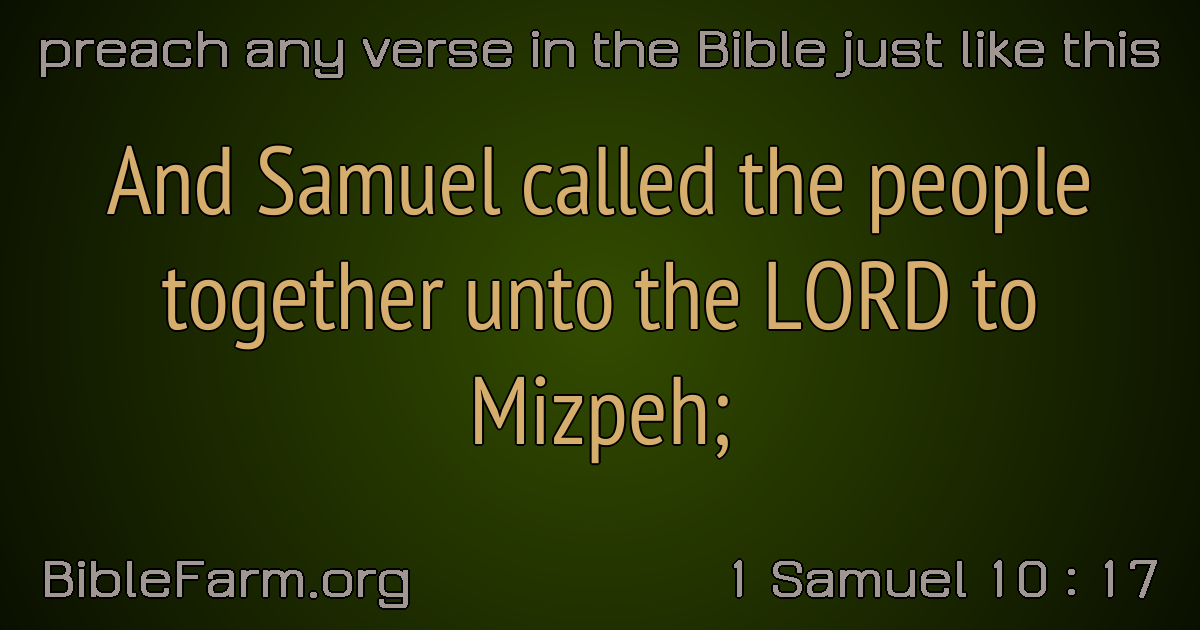 preach any verse in the Bible just like this
And Samuel called the people
together unto the LORD to
Mizpeh;
BibleFarm.org
1 Samuel 10 : 17